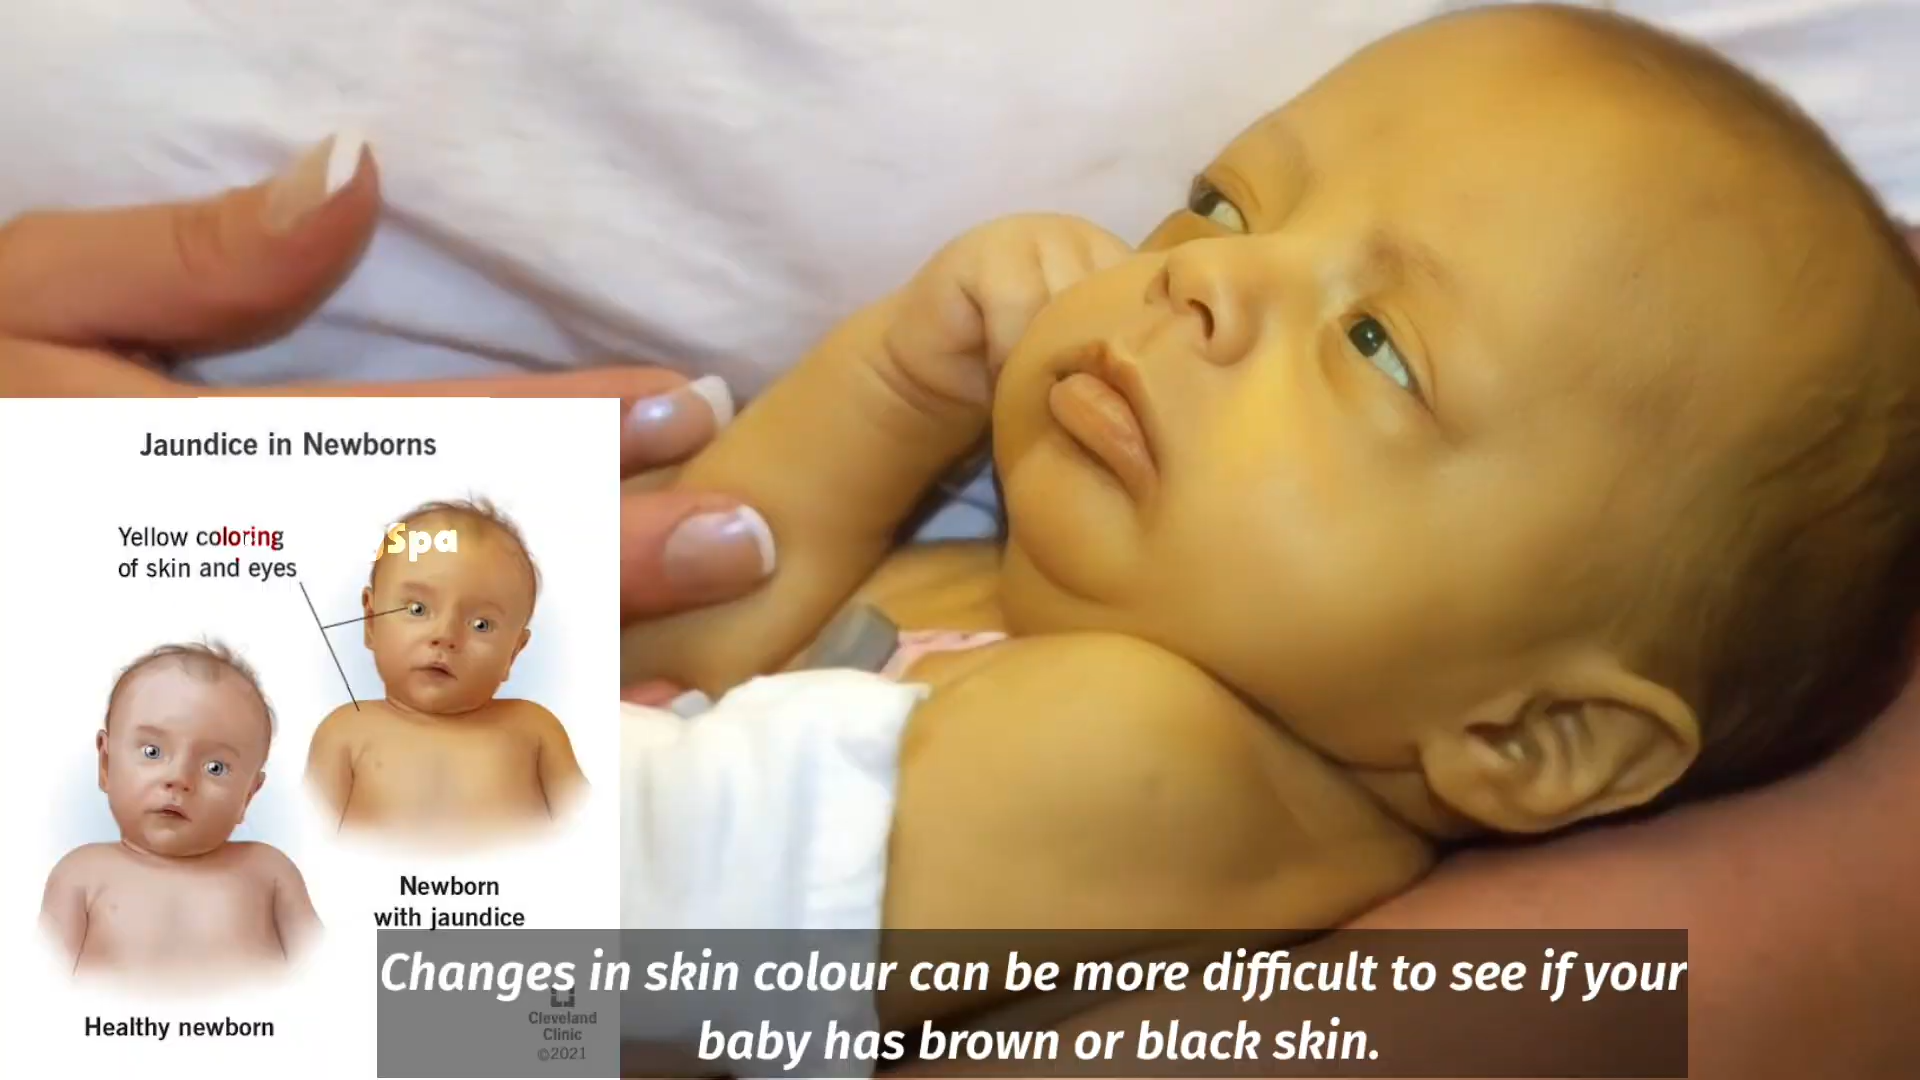 Jaundice in Newborns
Yellow coloring
of skin and eyes
Spa
Newborn
with jaundice
Healthy newborn
Changes in skin colour can be more difficult to see if your
baby has brown or black skin.
Cleveland
Clinic
©2021